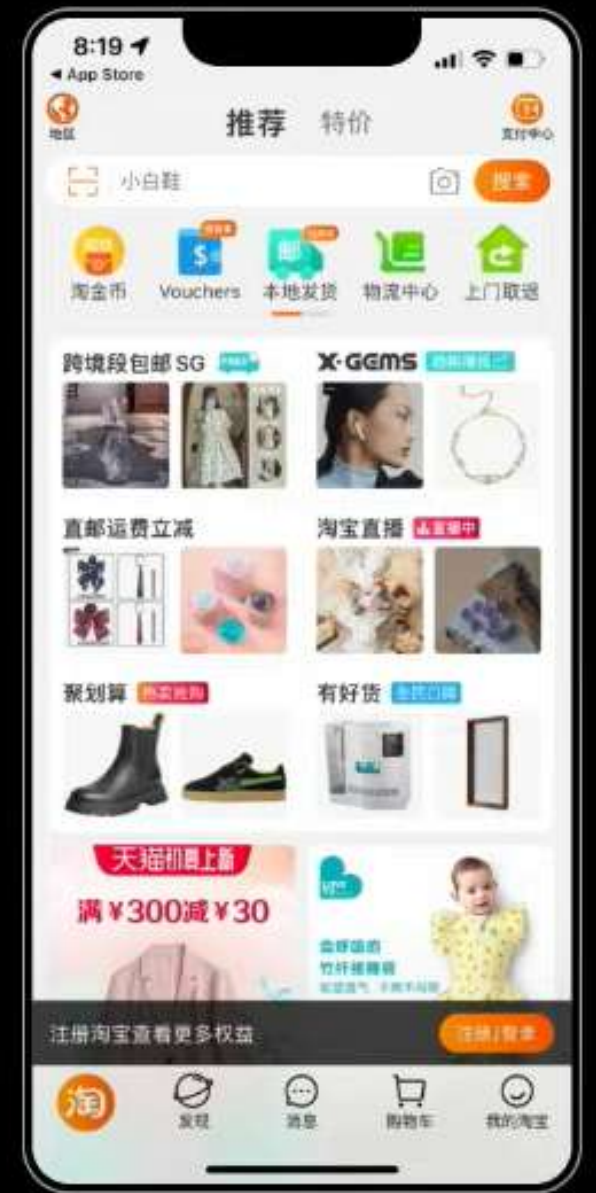 8:19
App Store
地区
推荐
特价
支付中心
小白鞋
搜索
淘金币
Vouchers
本地发货
物流中心
上门取退
跨境段包邮 SG
X·GEMS
直邮运费立减
淘宝直播
直播中
聚划算
有好货
天猫初夏上新
满¥300减¥30
竹纤维睡袋
注册淘宝查看更多权益
注册/登录
淘
发现
消息
购物车
我的淘宝